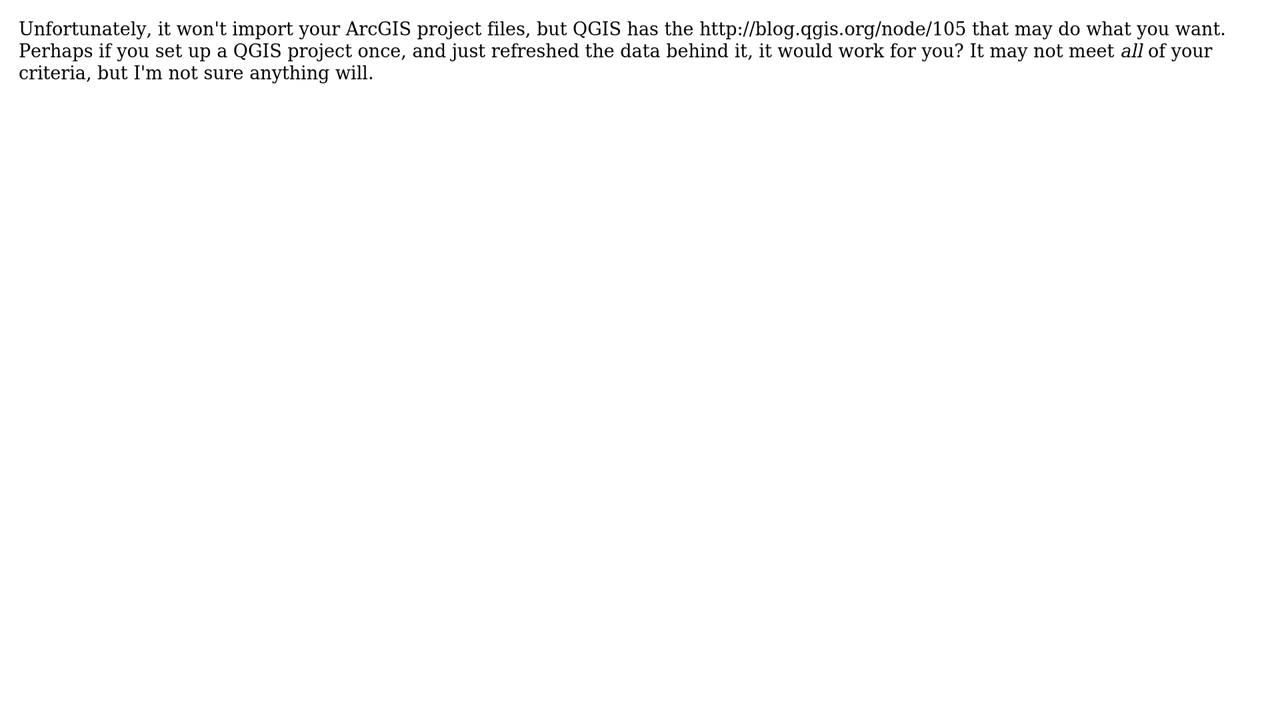 Unfortunately, it won't import your ArcGIS project files, but QGIS has the http://blog.qgis.org/node/105 that may do what you want.
Perhaps if you set up a QGIS project once, and just refreshed the data behind it, it would work for you? It may not meet all of your
criteria, but I'm not sure anything will.